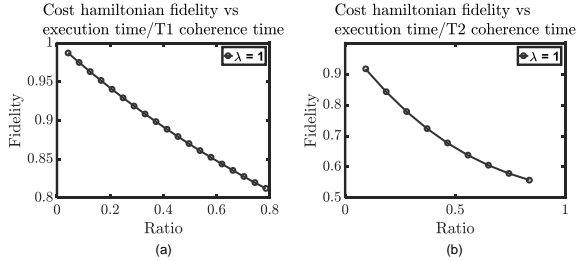 Cost hamiltonian fidelity vs
execution time/T1 coherence time
1
0.95
0.9
0.85
0.8
Fidelity
λ = 1
0
0.2
0.4
0.6
0.8
Ratio
(a)
Cost hamiltonian fidelity vs
execution time/T2 coherence time
0.9
0.8
0.7
0.6
0.5
Fidelity
λ = 1
0
0.5
1
Ratio
(b)